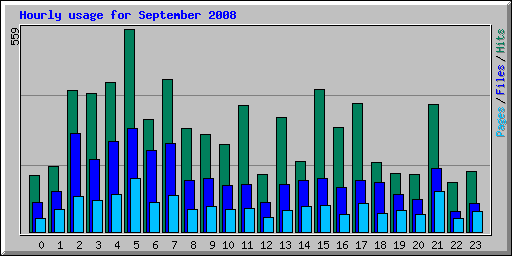 Hourly usage for September 2008
559
Pages / Files / Hits
0 1 2 3 4 5 6 7 8 9 10 11 12 13 14 15 16 17 18 19 20 21 22 23